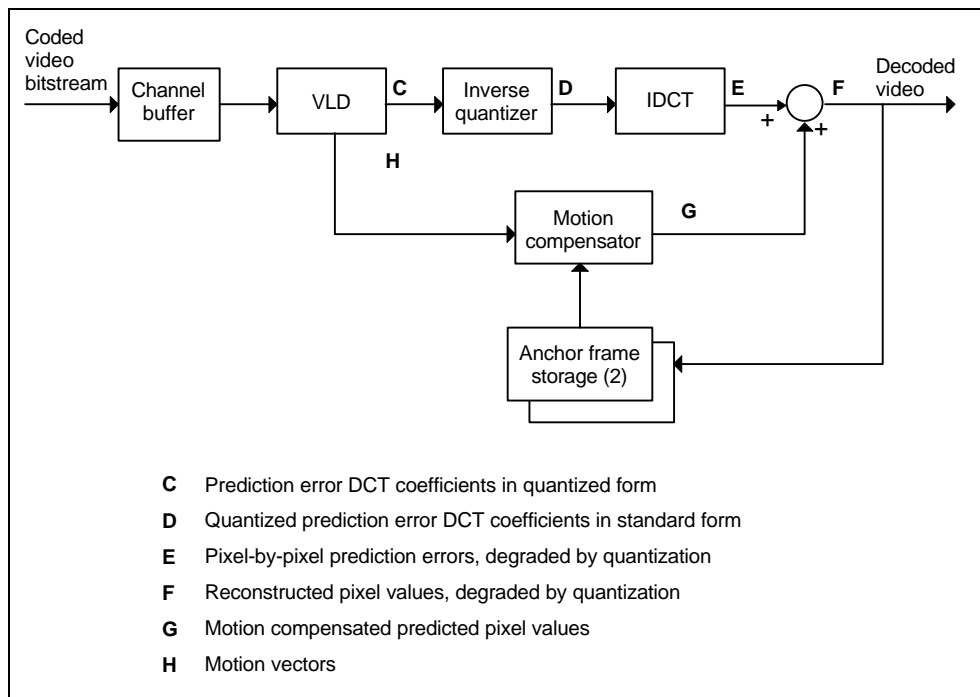 Coded
video
bitstream
Channel
buffer
VLD
C
Inverse
quantizer
D
IDCT
E
+
+
F
Decoded
video
H
Motion
compensator
G
Anchor frame
storage (2)
C Prediction error DCT coefficients in quantized form
D Quantized prediction error DCT coefficients in standard form
E Pixel-by-pixel prediction errors, degraded by quantization
F Reconstructed pixel values, degraded by quantization
G Motion compensated predicted pixel values
H Motion vectors